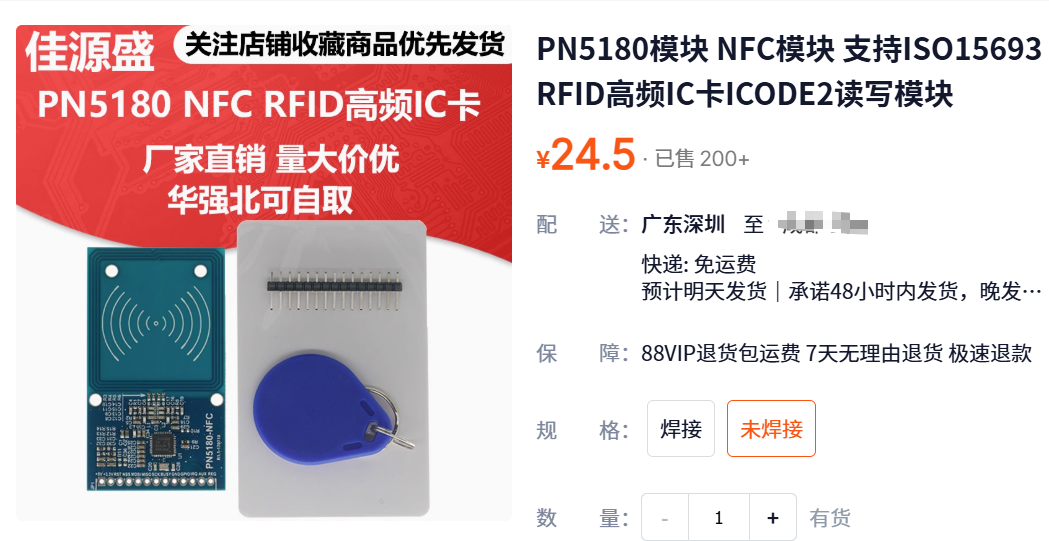 佳源盛
关注店铺收藏商品优先发货
PN5180 NFC RFID高频IC卡
厂家直销 量大价优
华强北可自取
PN5180-NFC
PN5180模块 NFC模块 支持ISO15693
RFID高频IC卡ICODE2读写模块
¥24.5 · 已售 200+
配 送: 广东深圳 至
快递: 免运费
预计明天发货｜承诺48小时内发货，晚发…
保 障: 88VIP退货包运费 7天无理由退货 极速退款
规 格: 焊接 未焊接
数 量: - 1 + 有货